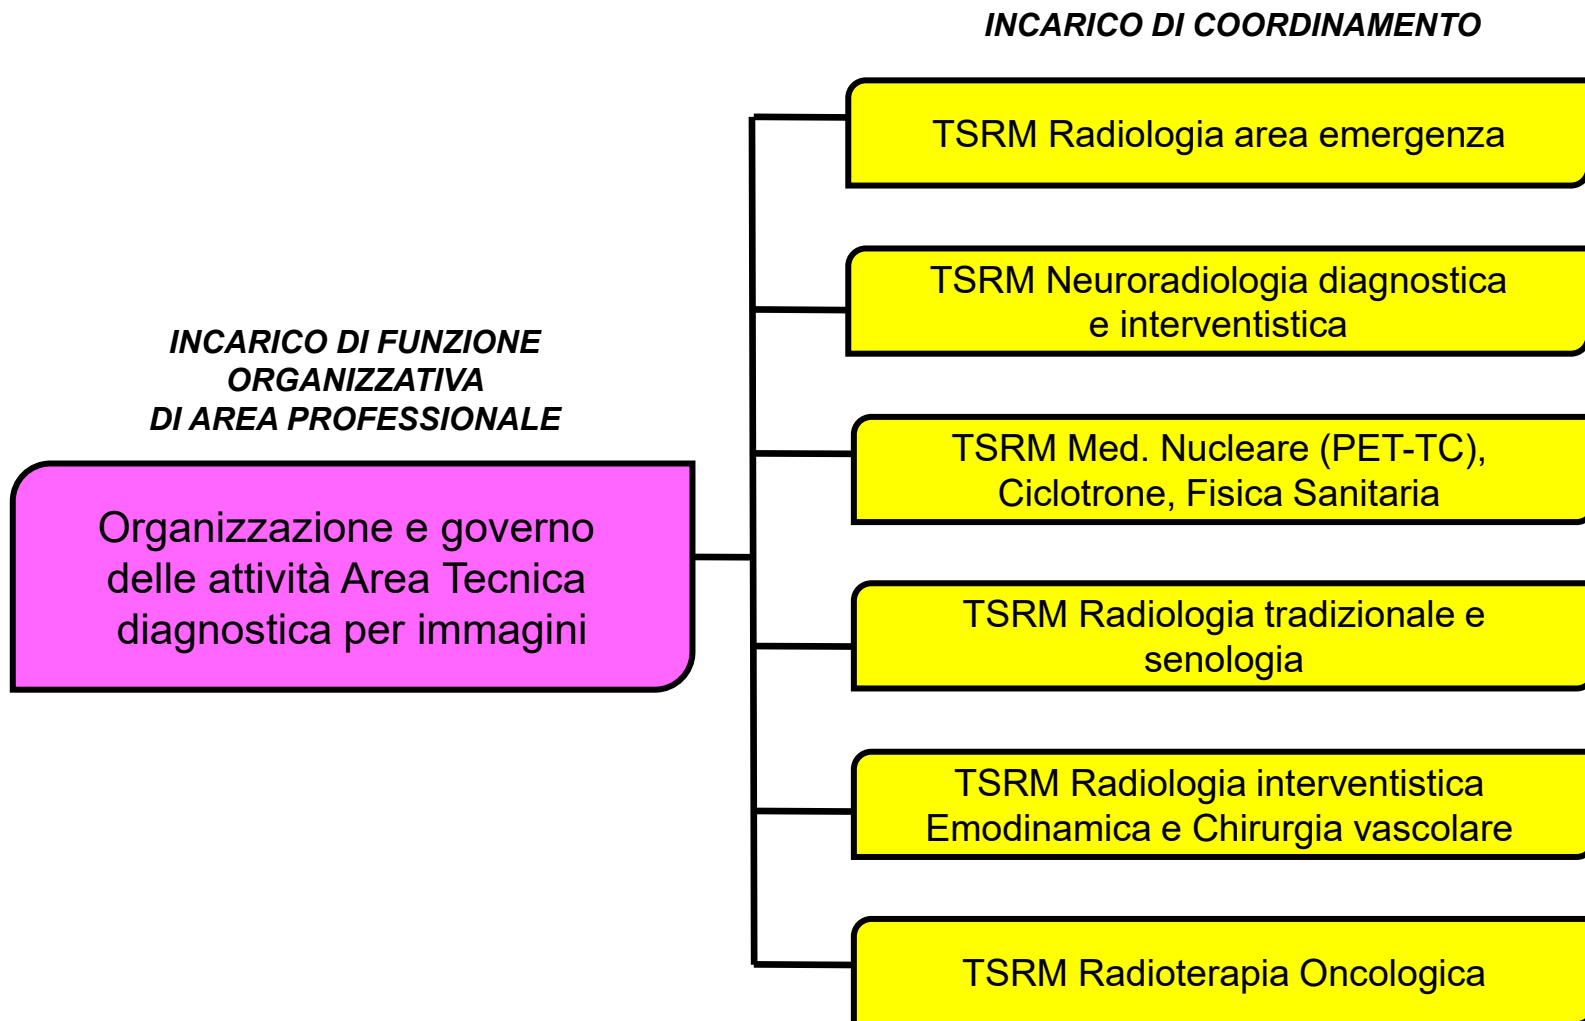 INCARICO DI COORDINAMENTO
TSRM Radiologia area emergenza
TSRM Neuroradiologia diagnostica
e interventistica
INCARICO DI FUNZIONE
ORGANIZZATIVA
DI AREA PROFESSIONALE
Organizzazione e governo
delle attività Area Tecnica
diagnostica per immagini
TSRM Med. Nucleare (PET-TC),
Ciclotrone, Fisica Sanitaria
TSRM Radiologia tradizionale e
senologia
TSRM Radiologia interventistica
Emodinamica e Chirurgia vascolare
TSRM Radioterapia Oncologica